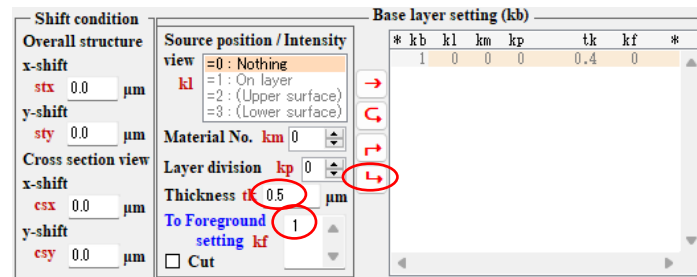 Shift condition
Overall structure
x-shift
stx 0.0 μm
y-shift
sty 0.0 μm
Cross section view
x-shift
csx 0.0 μm
y-shift
csy 0.0 μm
Source position / Intensity
view
kl
=0 : Nothing
=1 : On layer
=2 : (Upper surface)
=3 : (Lower surface)
Material No. km 0
Layer division kp 0
Thickness tk 0.5 μm
To Foreground
setting kf
1
Cut
Base layer setting (kb)
* kb kl km kp tk kf *
1 0 0 0 0.4 0